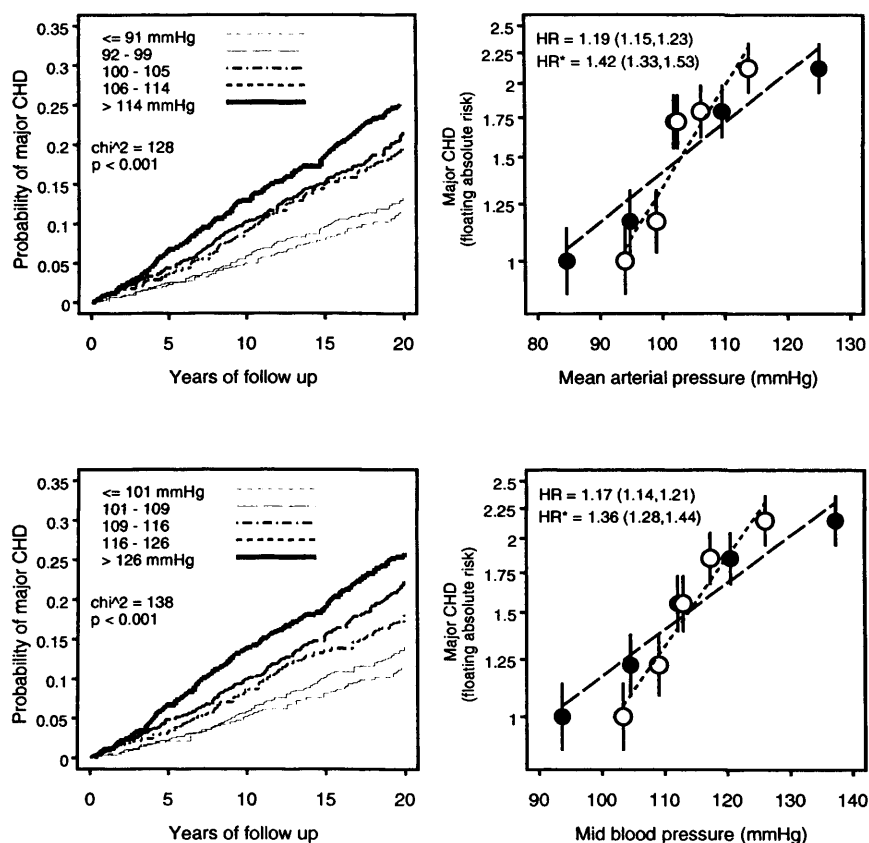 Probability of major CHD
0.35
0.3
0.25
0.2
0.15
0.1
0.05
0
<= 91 mmHg
92 - 99
100 - 105
106 - 114
> 114 mmHg
chi^2 = 128
p < 0.001
0 5 10 15 20
Years of follow up
Major CHD
(floating absolute risk)
2.5
2.25
2
1.75
1.5
1.25
1
HR = 1.19 (1.15,1.23)
HR* = 1.42 (1.33,1.53)
80 90 100 110 120 130
Mean arterial pressure (mmHg)
Probability of major CHD
0.35
0.3
0.25
0.2
0.15
0.1
0.05
0
<= 101 mmHg
101 - 109
109 - 116
116 - 126
> 126 mmHg
chi^2 = 138
p < 0.001
0 5 10 15 20
Years of follow up
Major CHD
(floating absolute risk)
2.5
2.25
2
1.75
1.5
1.25
1
HR = 1.17 (1.14,1.21)
HR* = 1.36 (1.28,1.44)
90 100 110 120 130 140
Mid blood pressure (mmHg)